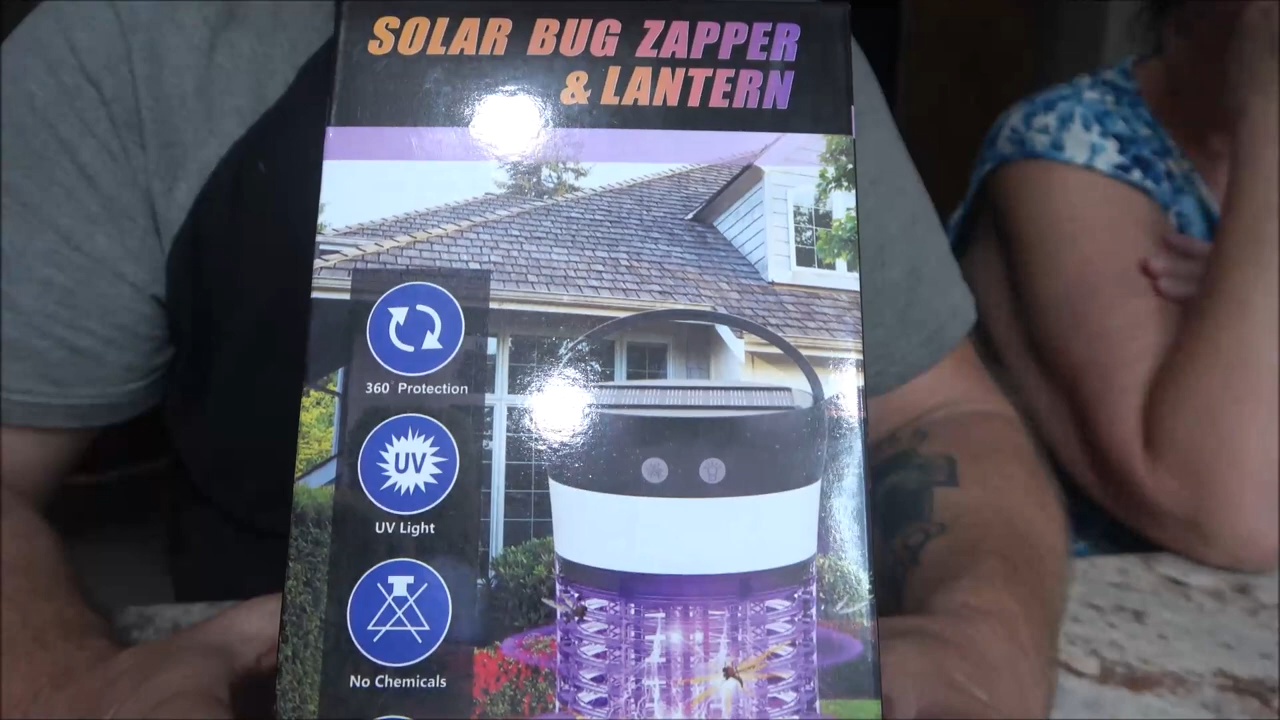 SOLAR BUG ZAPPER
& LANTERN
360° Protection
UV
UV Light
No Chemicals